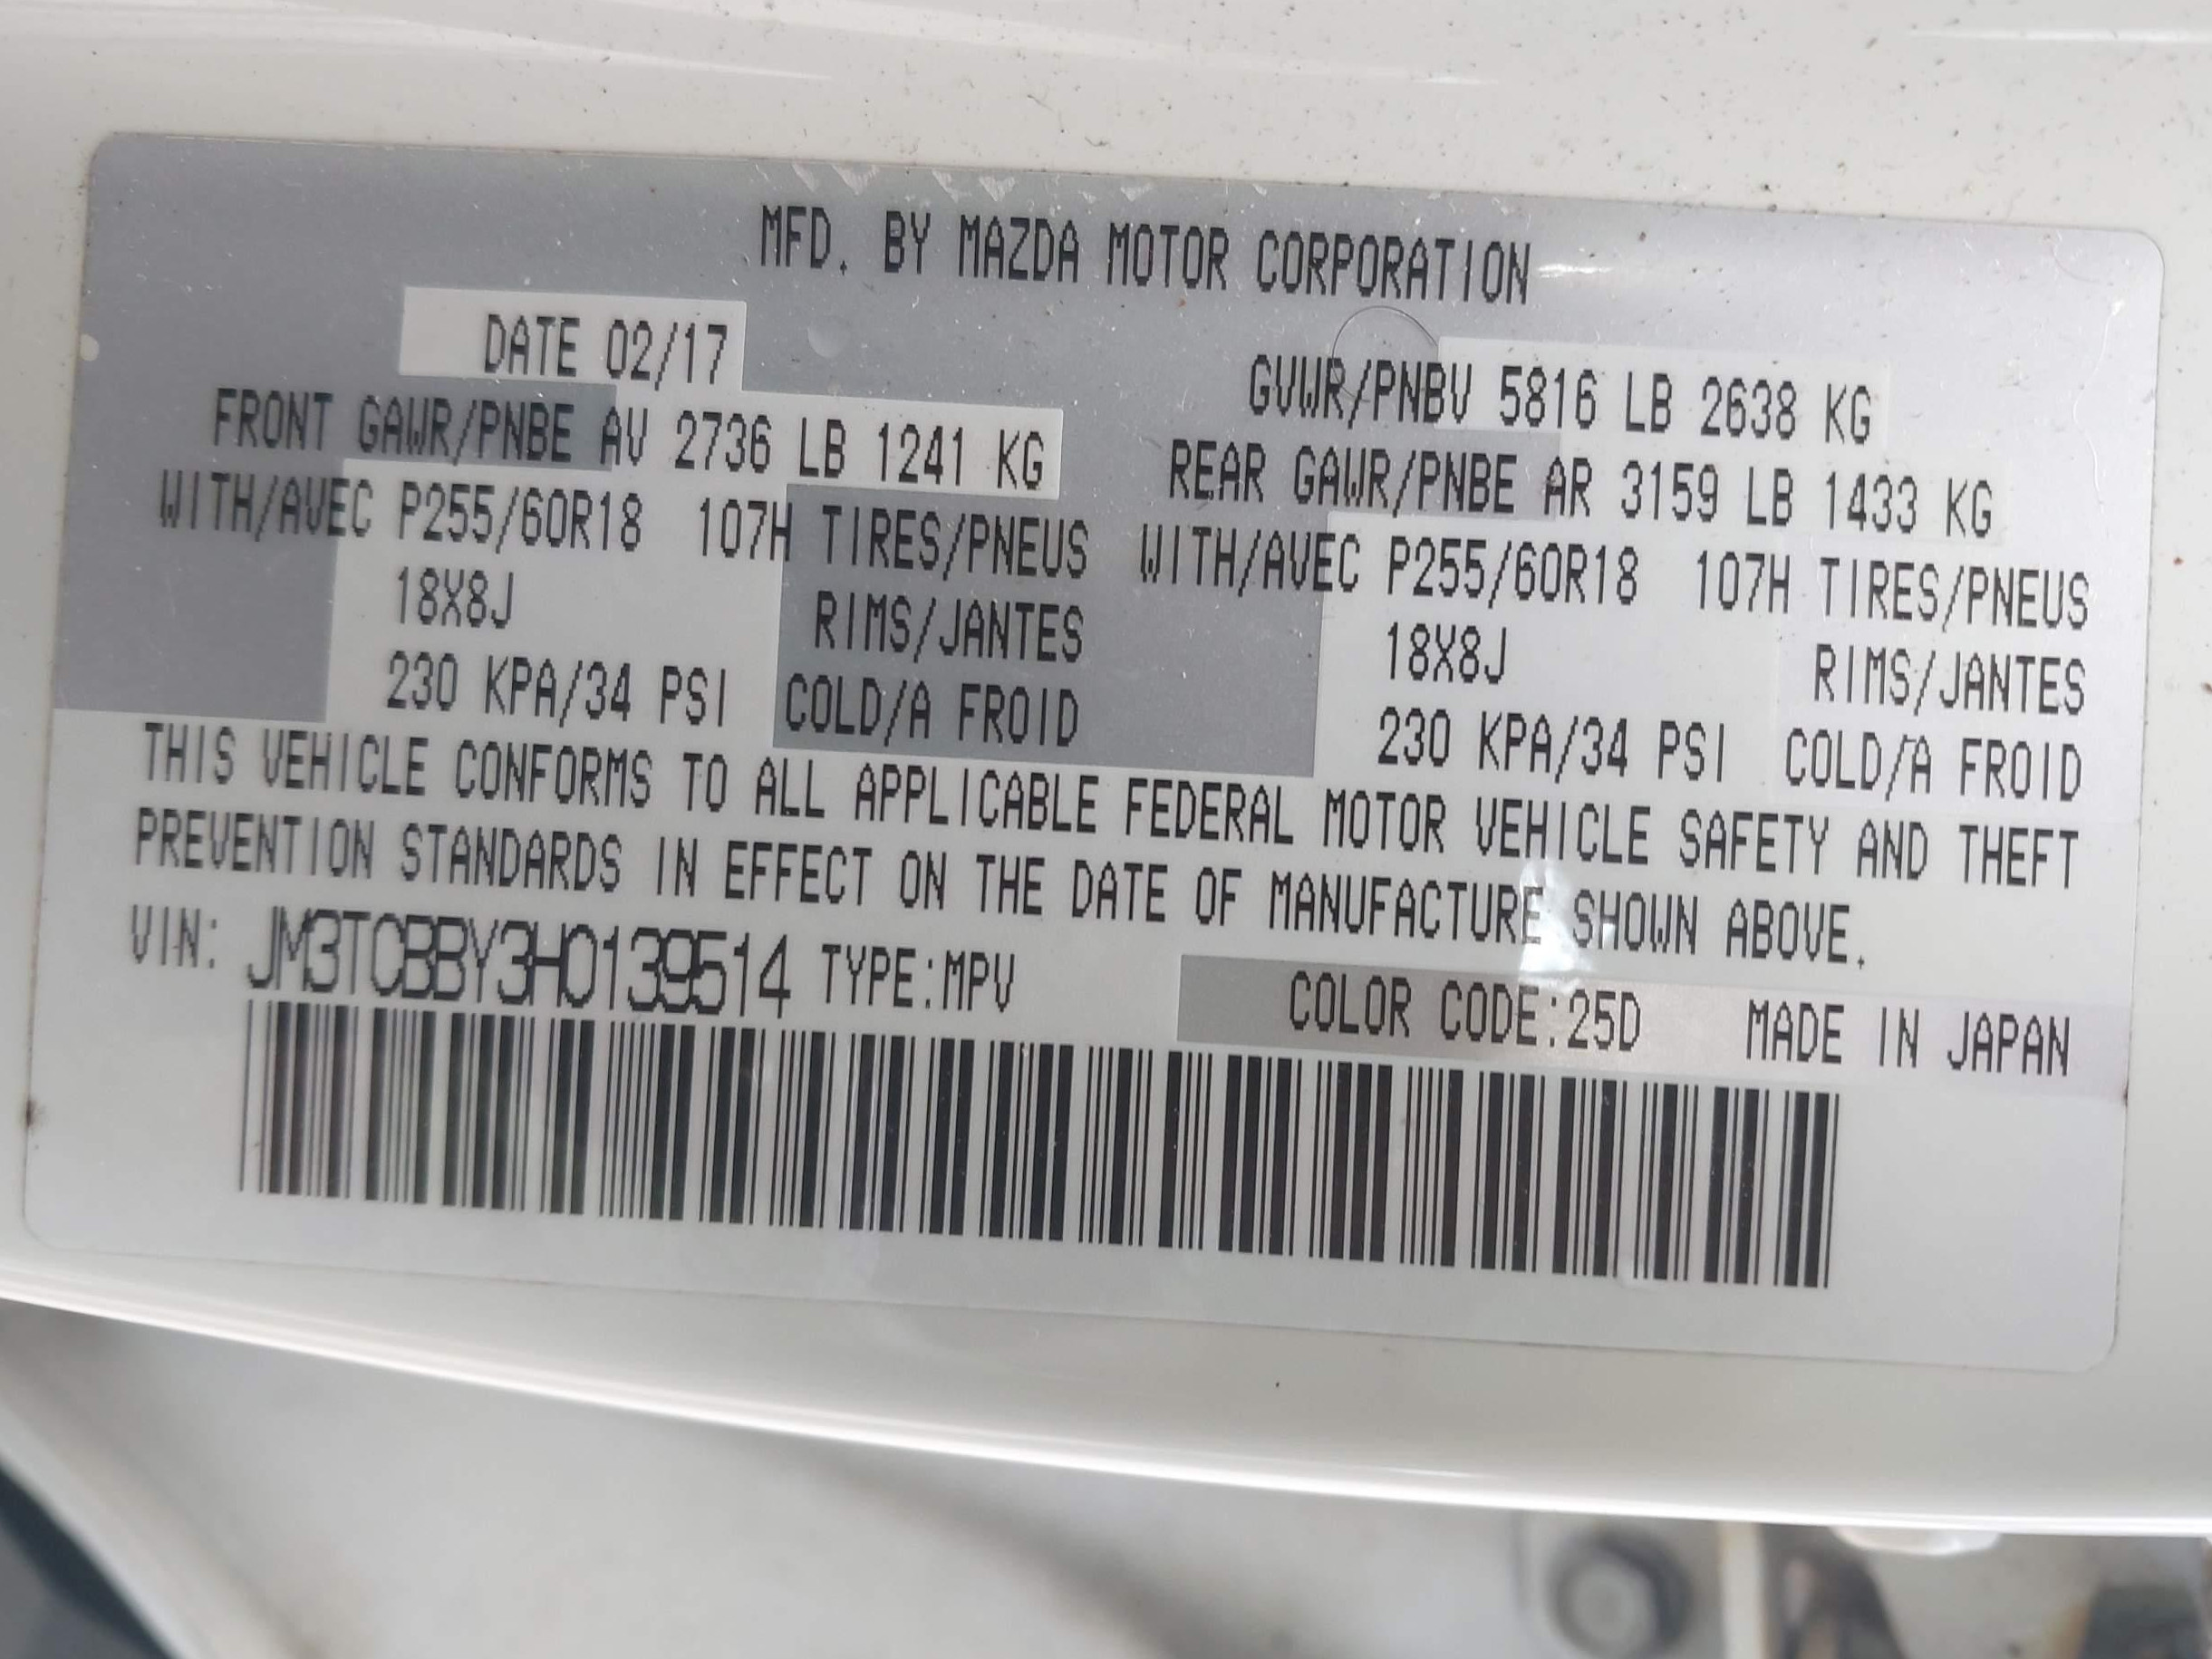 MFD. BY MAZDA MOTOR CORPORATION
DATE 02/17
GVWR/PNBV 5816 LB 2638 KG
FRONT GAWR/PNBE AV 2736 LB 1241 KG
REAR GAWR/PNBE AR 3159 LB 1433 KG
WITH/AVEC P255/60R18 107H TIRES/PNEUS
WITH/AVEC P255/60R18 107H TIRES/PNEUS
18X8J RIMS/JANTES
18X8J RIMS/JANTES
230 KPA/34 PSI COLD/A FROID
230 KPA/34 PSI COLD/A FROID
THIS VEHICLE CONFORMS TO ALL APPLICABLE FEDERAL MOTOR VEHICLE SAFETY AND THEFT
PREVENTION STANDARDS IN EFFECT ON THE DATE OF MANUFACTURE SHOWN ABOVE.
VIN: JM3TCBBY3H0139514 TYPE:MPV
COLOR CODE:25D MADE IN JAPAN